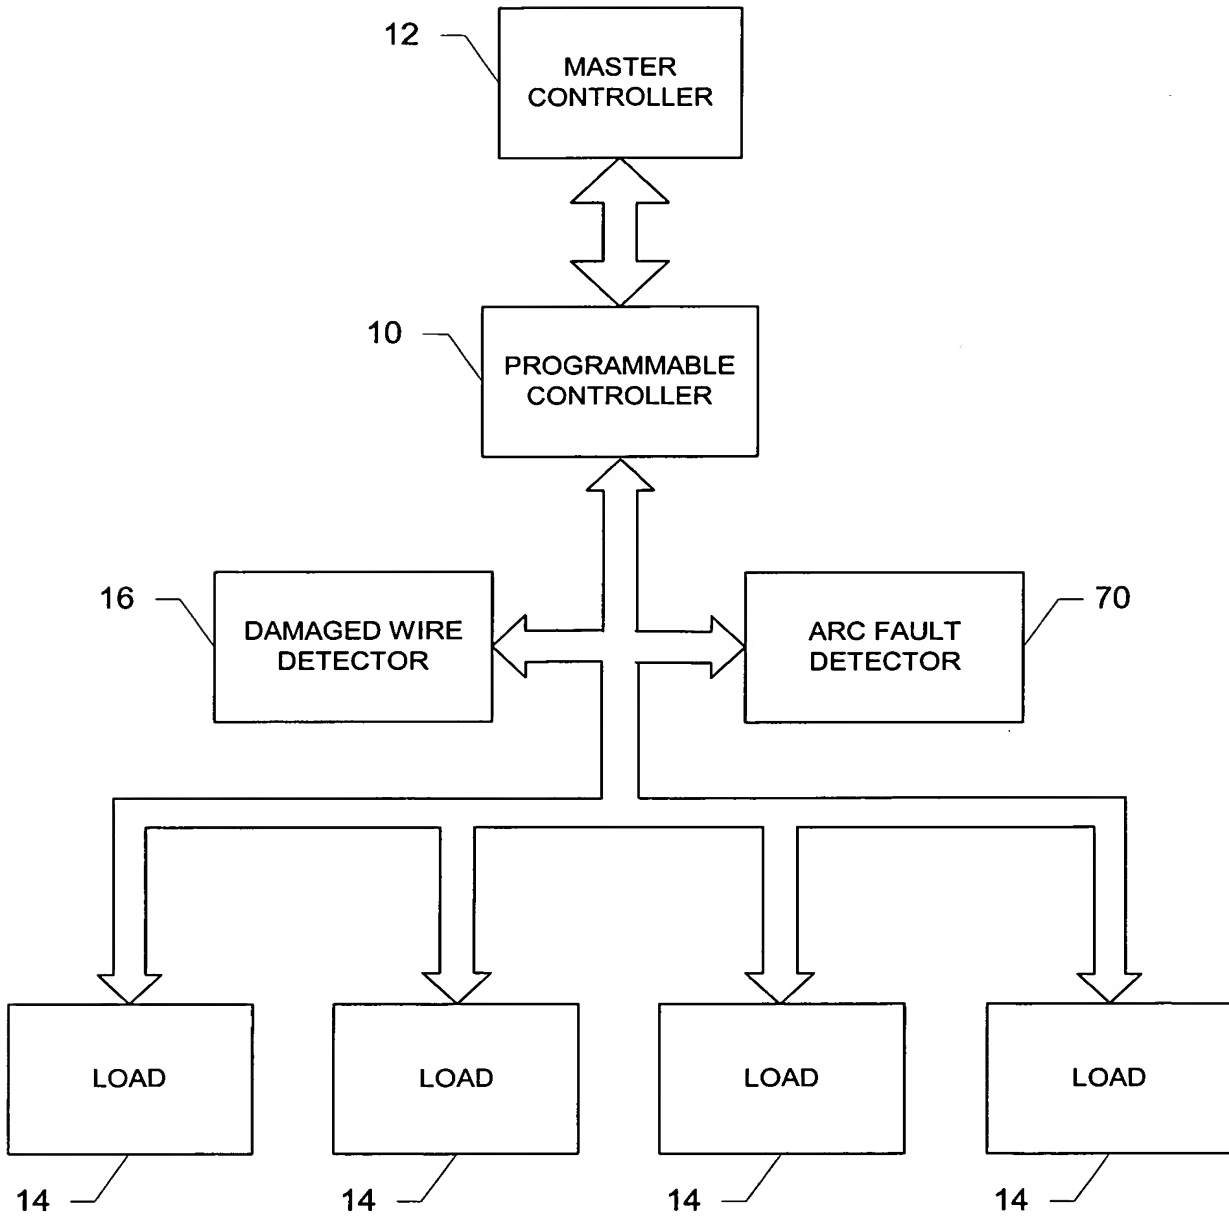 12
MASTER
CONTROLLER
10
PROGRAMMABLE
CONTROLLER
16
DAMAGED WIRE
DETECTOR
ARC FAULT
DETECTOR
70
LOAD
LOAD
LOAD
LOAD
14
14
14
14